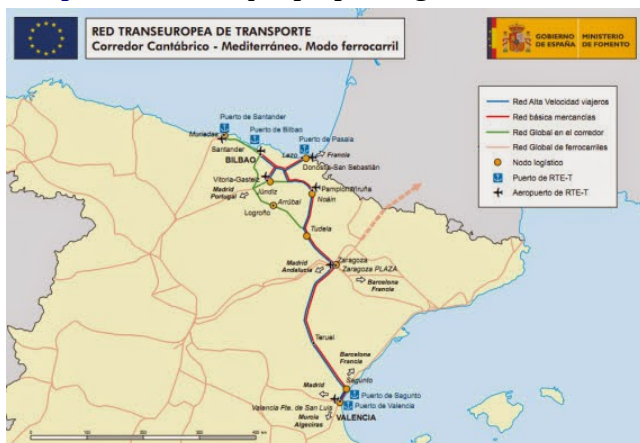 RED TRANSEUROPEA DE TRANSPORTE
Corredor Cantábrico - Mediterráneo. Modo ferrocarril
GOBIERNO
DE ESPAÑA
MINISTERIO
DE FOMENTO
Red Alta Velocidad viajeros
Red básica mercancías
Red Global en el corredor
Red Global de ferrocarriles
Nodo logístico
Puerto de RTE-T
Aeropuerto de RTE-T
Puerto de Santander
Muriedas
Santander
Puerto de Bilbao
BILBAO
Puerto de Pasaia
Lezo
Francia
Donostia-San Sebastián
Vitoria-Gasteiz
Júndiz
Pamplona/Iruña
Noáin
Madrid
Portugal
Arrúbal
Logroño
Tudela
Zaragoza
Zaragoza PLAZA
Madrid
Andalucía
Barcelona
Francia
Teruel
Barcelona
Francia
Sagunto
Madrid
Puerto de Sagunto
Valencia Fte. de San Luis
Puerto de Valencia
VALENCIA
Murcia
Algeciras